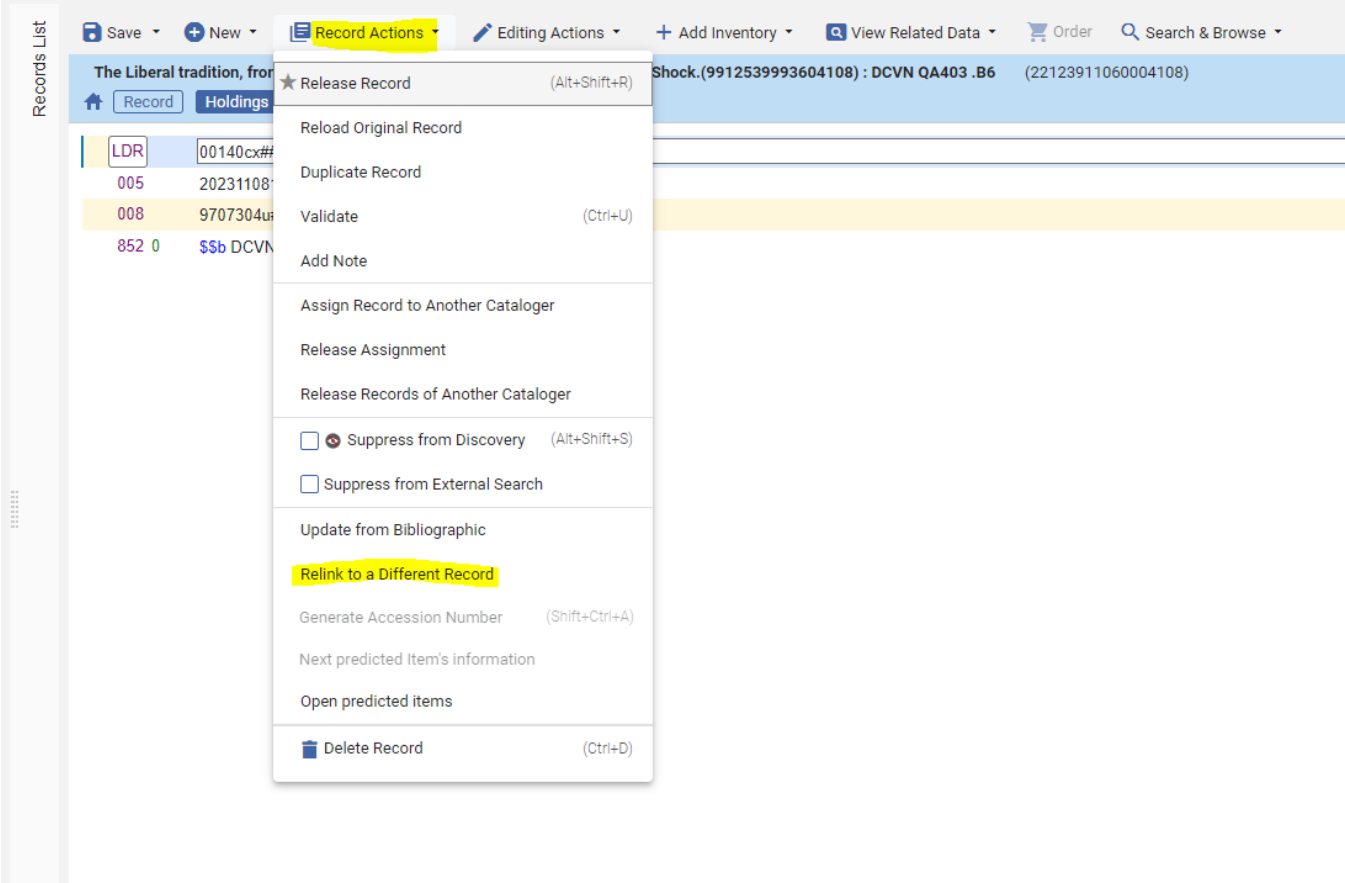 Records List
Save New Record Actions Editing Actions Add Inventory View Related Data Order Search & Browse
The Liberal tradition, from Shock.(9912539993604108) : DCVN QA403 .B6 (22123911060004108)
Record Holdings
LDR 00140cx##
005 202311081
008 9707304u#
852 0 $$b DCVN
Release Record (Alt+Shift+R)
Reload Original Record
Duplicate Record
Validate (Ctrl+U)
Add Note
Assign Record to Another Cataloger
Release Assignment
Release Records of Another Cataloger
Suppress from Discovery (Alt+Shift+S)
Suppress from External Search
Update from Bibliographic
Relink to a Different Record
Generate Accession Number (Shift+Ctrl+A)
Next predicted Item's information
Open predicted items
Delete Record (Ctrl+D)